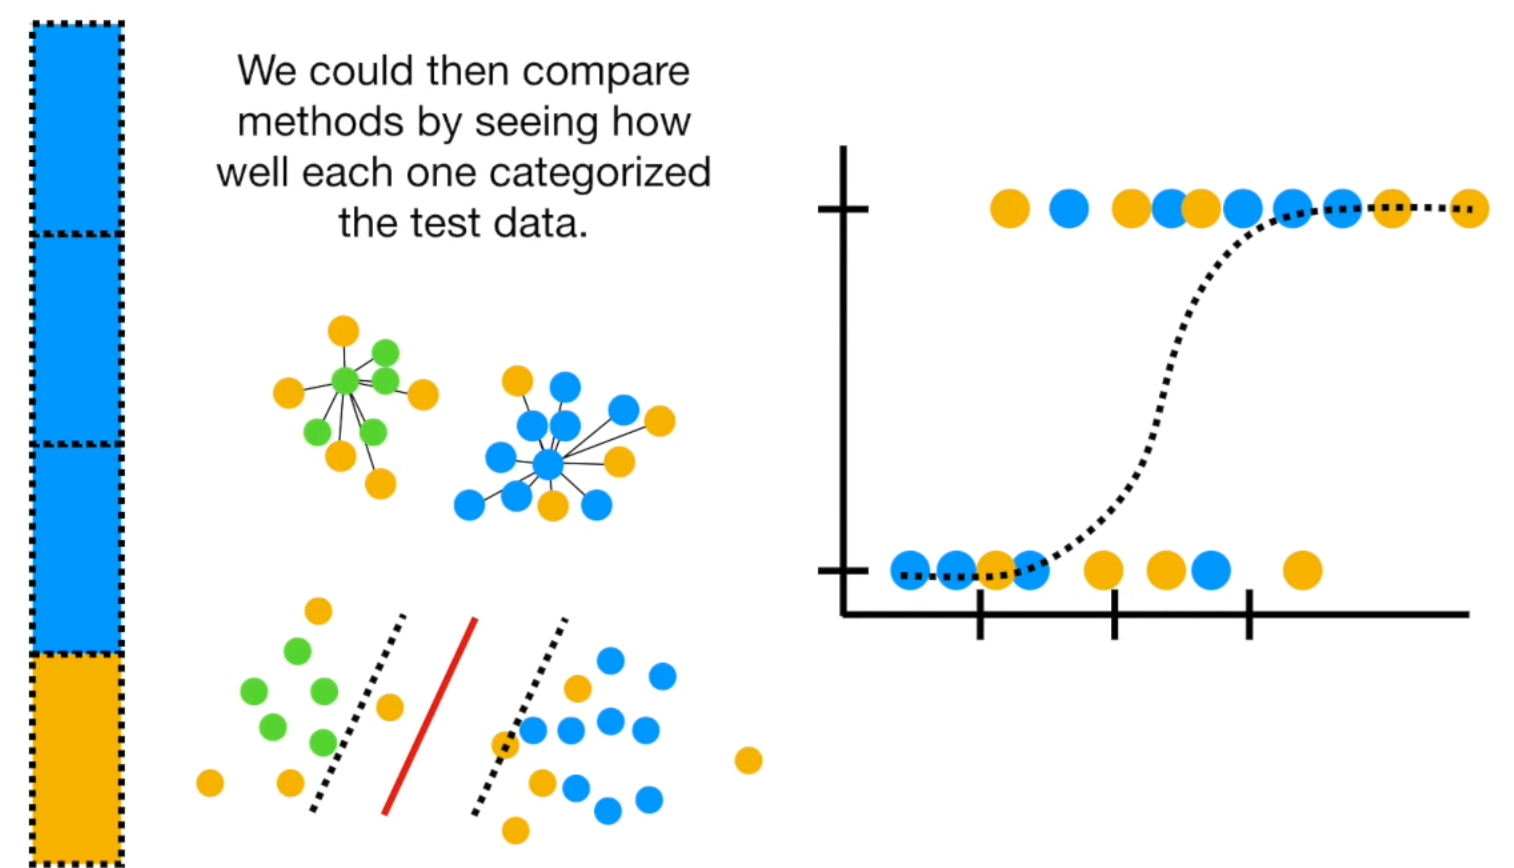 We could then compare
methods by seeing how
well each one categorized
the test data.